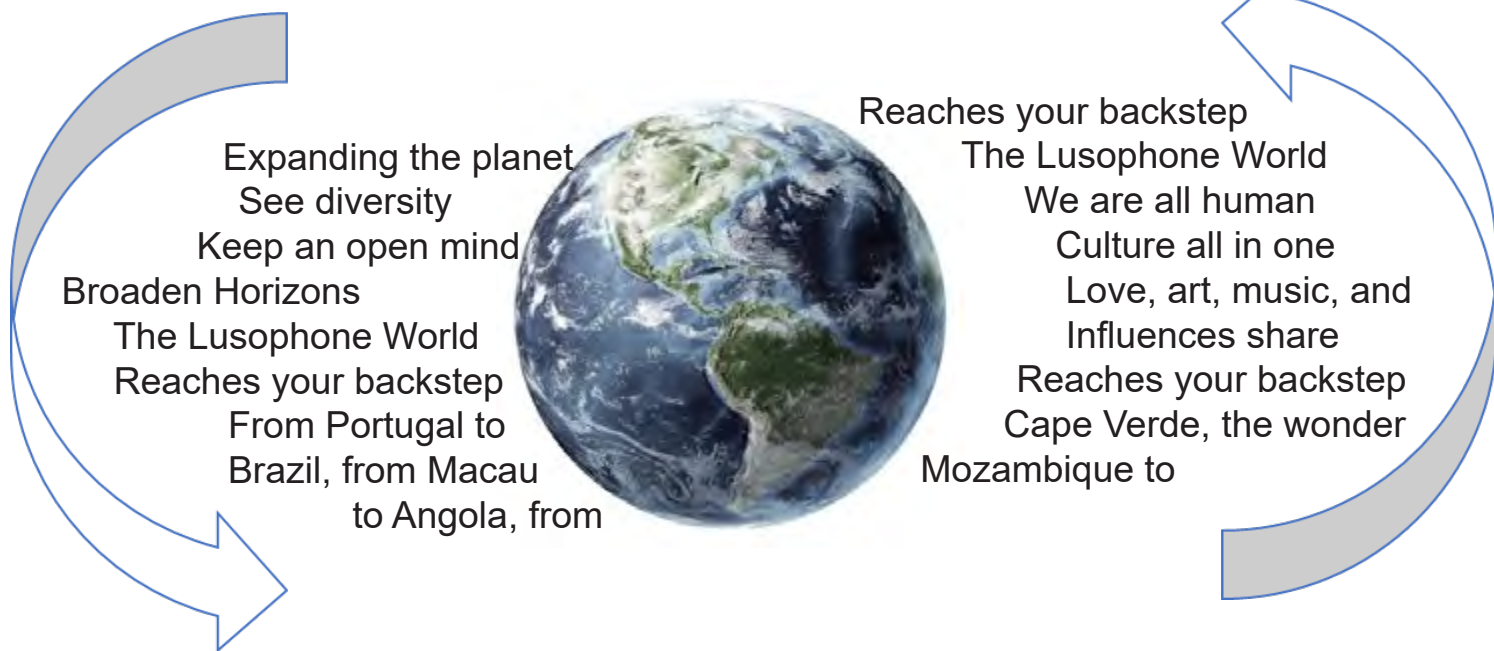 Expanding the planet
See diversity
Keep an open mind
Broaden Horizons
The Lusophone World
Reaches your backstep
From Portugal to
Brazil, from Macau
to Angola, from
Mozambique to
Cape Verde, the wonder
Reaches your backstep
Influences share
Love, art, music, and
Culture all in one
We are all human
The Lusophone World
Reaches your backstep